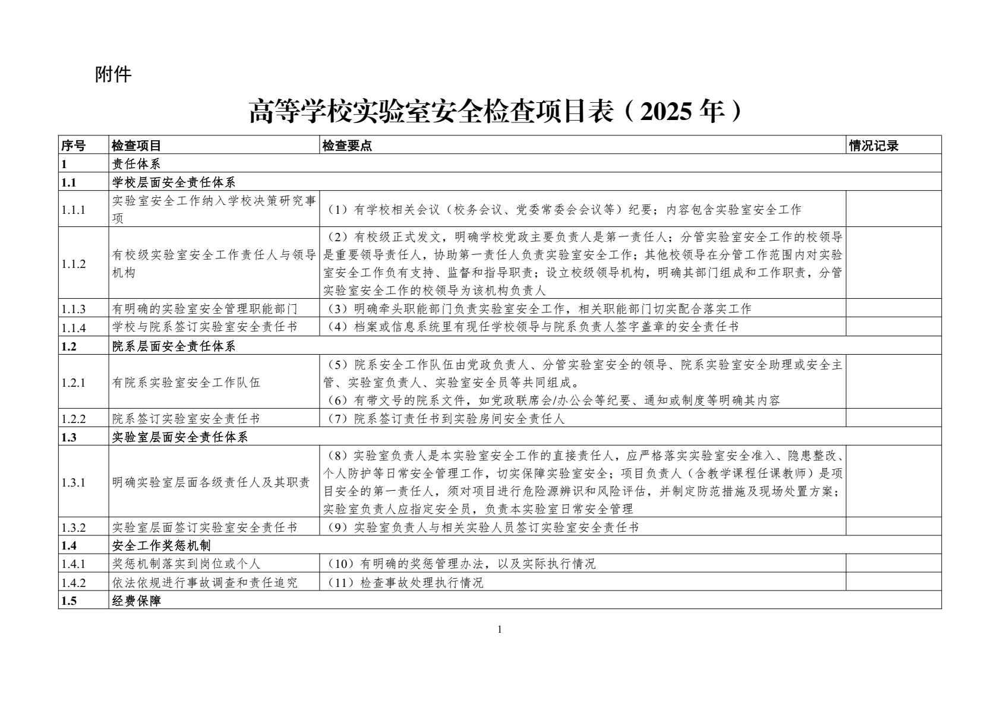 附件
高等学校实验室安全检查项目表（2025 年）
序号 检查项目 检查要点 情况记录
1 责任体系
1.1 学校层面安全责任体系
1.1.1 实验室安全工作纳入学校决策研究事
项
（1）有学校相关会议（校务会议、党委常委会会议等）纪要；内容包含实验室安全工作
1.1.2 有校级实验室安全工作责任人与领导
机构
（2）有校级正式发文，明确学校党政主要负责人是第一责任人；分管实验室安全工作的校领导
是重要领导责任人，协助第一责任人负责实验室安全工作；其他校领导在分管工作范围内对实验
室安全工作负有支持、监督和指导职责；设立校级领导机构，明确其部门组成和工作职责，分管
实验室安全工作的校领导为该机构负责人
1.1.3 有明确的实验室安全管理职能部门 （3）明确牵头职能部门负责实验室安全工作，相关职能部门切实配合落实工作
1.1.4 学校与院系签订实验室安全责任书 （4）档案或信息系统里有现任学校领导与院系负责人签字盖章的安全责任书
1.2 院系层面安全责任体系
1.2.1 有院系实验室安全工作队伍
（5）院系安全工作队伍由党政负责人、分管实验室安全的领导、院系实验室安全助理或安全主
管、实验室负责人、实验室安全员等共同组成。
（6）有带文号的院系文件，如党政联席会/办公会等纪要、通知或制度等明确其内容
1.2.2 院系签订实验室安全责任书 （7）院系签订责任书到实验房间安全责任人
1.3 实验室层面安全责任体系
1.3.1 明确实验室层面各级责任人及其职责
（8）实验室负责人是本实验室安全工作的直接责任人，应严格落实实验室安全准入、隐患整改、
个人防护等日常安全管理工作，切实保障实验室安全；项目负责人（含教学课程任课教师）是项
目安全的第一责任人，须对项目进行危险源辨识和风险评估，并制定防范措施及现场处置方案；
实验室负责人应指定安全员，负责本实验室日常安全管理
1.3.2 实验室层面签订实验室安全责任书 （9）实验室负责人与相关实验人员签订实验室安全责任书
1.4 安全工作奖惩机制
1.4.1 奖惩机制落实到岗位或个人 （10）有明确的奖惩管理办法，以及实际执行情况
1.4.2 依法依规进行事故调查和责任追究 （11）检查事故处理执行情况
1.5 经费保障
1